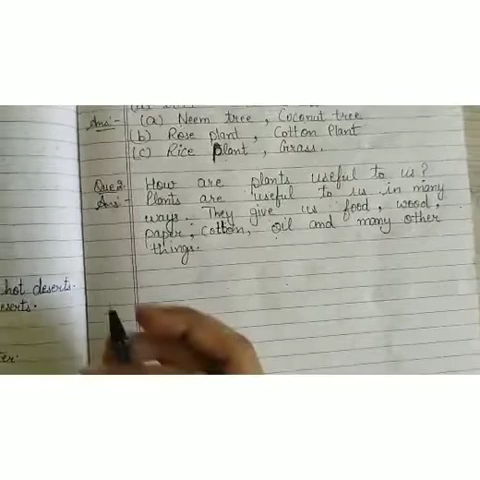 Ans:- (a) Neem tree, Coconut tree
(b) Rose plant, Cotton Plant
(c) Rice plant, Grass.
Que 2. How are plants useful to us?
Ans:- Plants are useful to us in many
ways. They give us food, wood,
paper, cotton, oil and many other
things.
hot deserts.